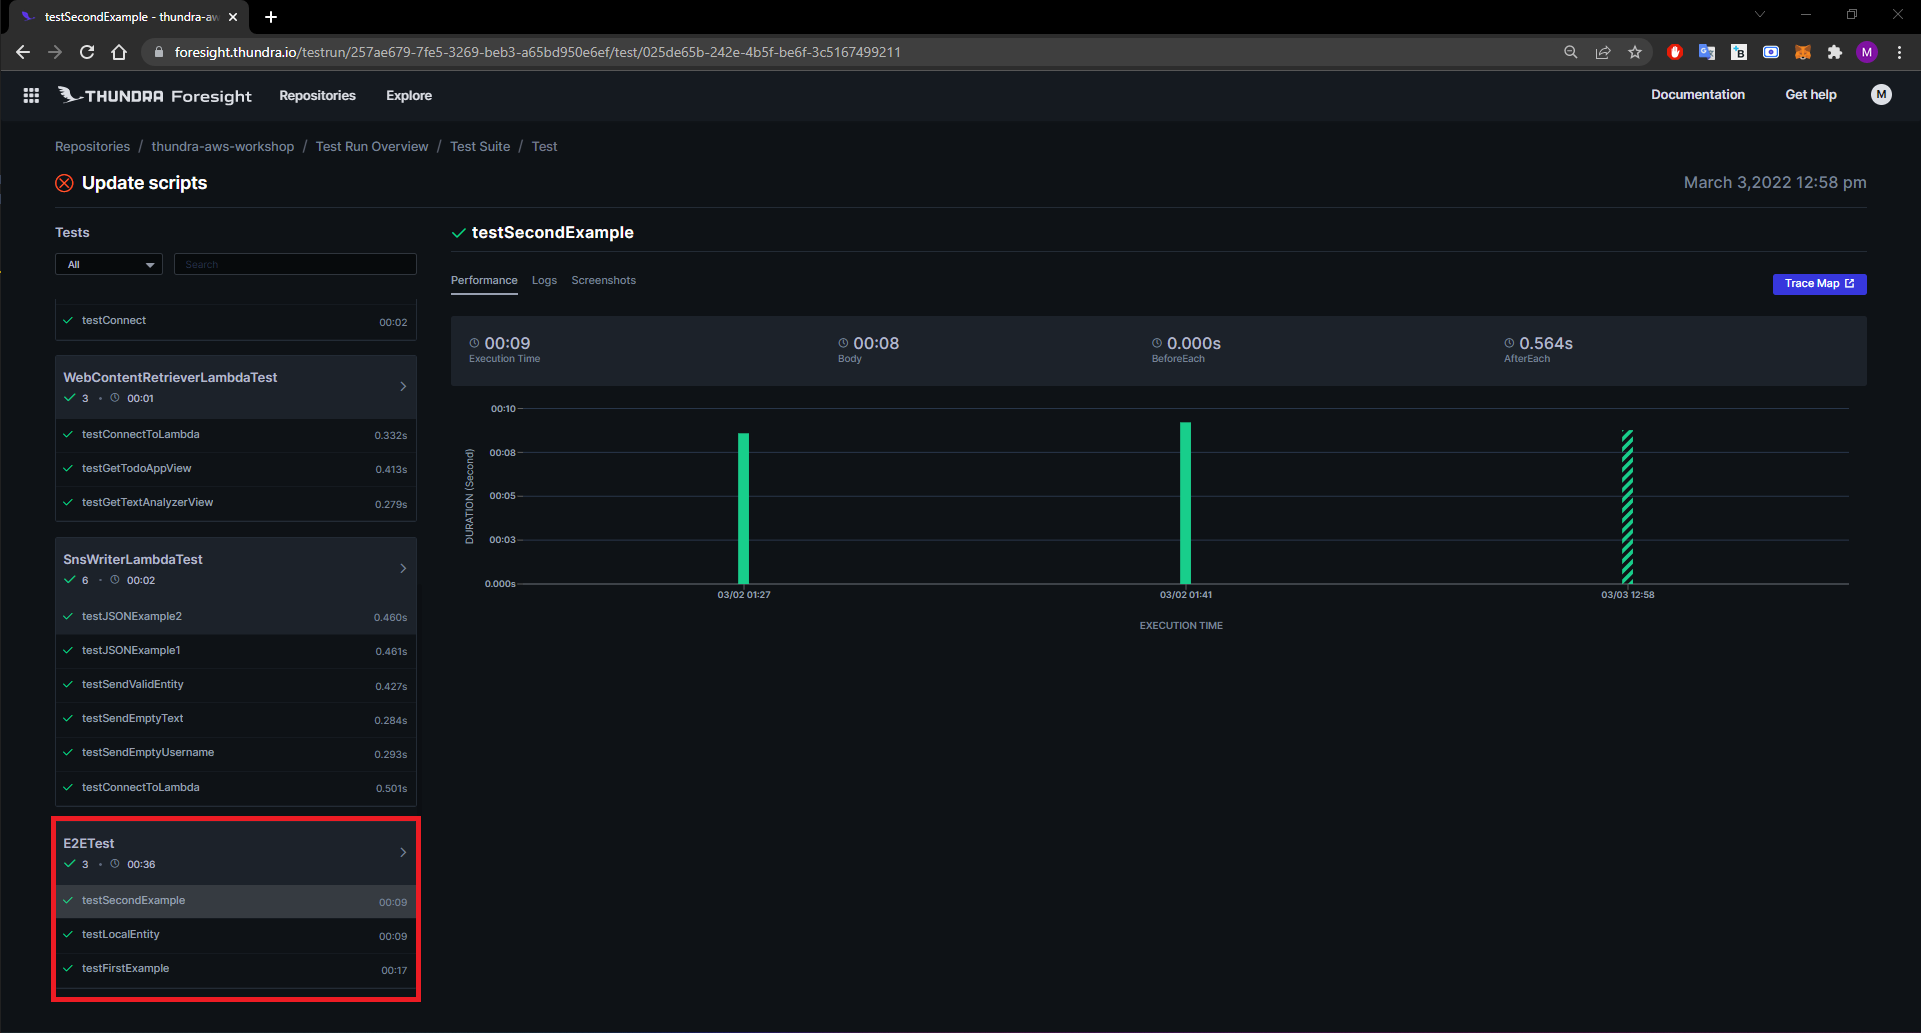 testSecondExample - thundra-aw
foresight.thundra.io/testrun/257ae679-7fe5-3269-beb3-a65bd950e6ef/test/025de65b-242e-4b5f-be6f-3c5167499211
M
THUNDRA Foresight
Repositories
Explore
Documentation
Get help
M
Repositories / thundra-aws-workshop / Test Run Overview / Test Suite / Test
Update scripts
March 3,2022 12:58 pm
Tests
All
Search
testConnect 00:02
WebContentRetrieverLambdaTest
3 • 00:01
testConnectToLambda 0.332s
testGetTodoAppView 0.413s
testGetTextAnalyzerView 0.279s
SnsWriterLambdaTest
6 • 00:02
testJSONExample2 0.460s
testJSONExample1 0.461s
testSendValidEntity 0.427s
testSendEmptyText 0.284s
testSendEmptyUsername 0.293s
testConnectToLambda 0.501s
E2ETest
3 • 00:36
testSecondExample 00:09
testLocalEntity 00:09
testFirstExample 00:17
testSecondExample
Performance
Logs
Screenshots
Trace Map
00:09
Execution Time
00:08
Body
0.000s
BeforeEach
0.564s
AfterEach
DURATION (Second)
00:10
00:08
00:05
00:03
0.000s
03/02 01:27
03/02 01:41
03/03 12:58
EXECUTION TIME